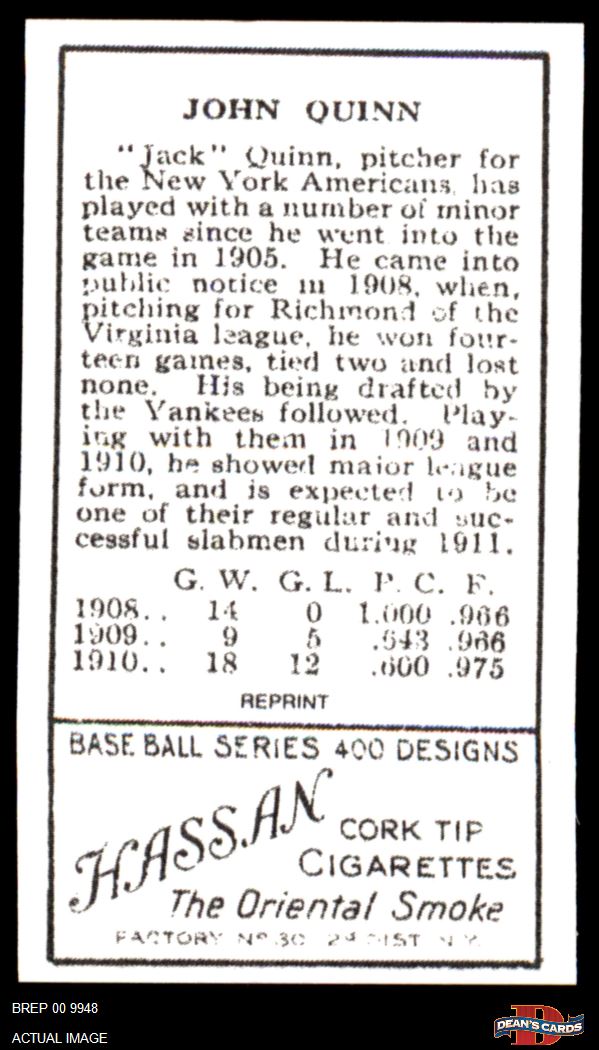 JOHN QUINN
"Jack" Quinn, pitcher for
the New York Americans, has
played with a number of minor
teams since he went into the
game in 1905. He came into
public notice in 1908, when,
pitching for Richmond of the
Virginia league, he won four-
teen games, tied two and lost
none. His being drafted by
the Yankees followed. Play-
ing with them in 1909 and
1910, he showed major league
form, and is expected to be
one of their regular and suc-
cessful slabmen during 1911.
G. W. G. L. P. C. F.
1908.. 14 0 1.000 .966
1909.. 9 5 .643 .966
1910.. 18 12 .600 .975
REPRINT
BASE BALL SERIES 400 DESIGNS
HASSAN
CORK TIP
CIGARETTES
The Oriental Smoke
FACTORY Nº 30 2ND DIST. N.Y.
BREP 00 9948
ACTUAL IMAGE
DEAN'S CARDS